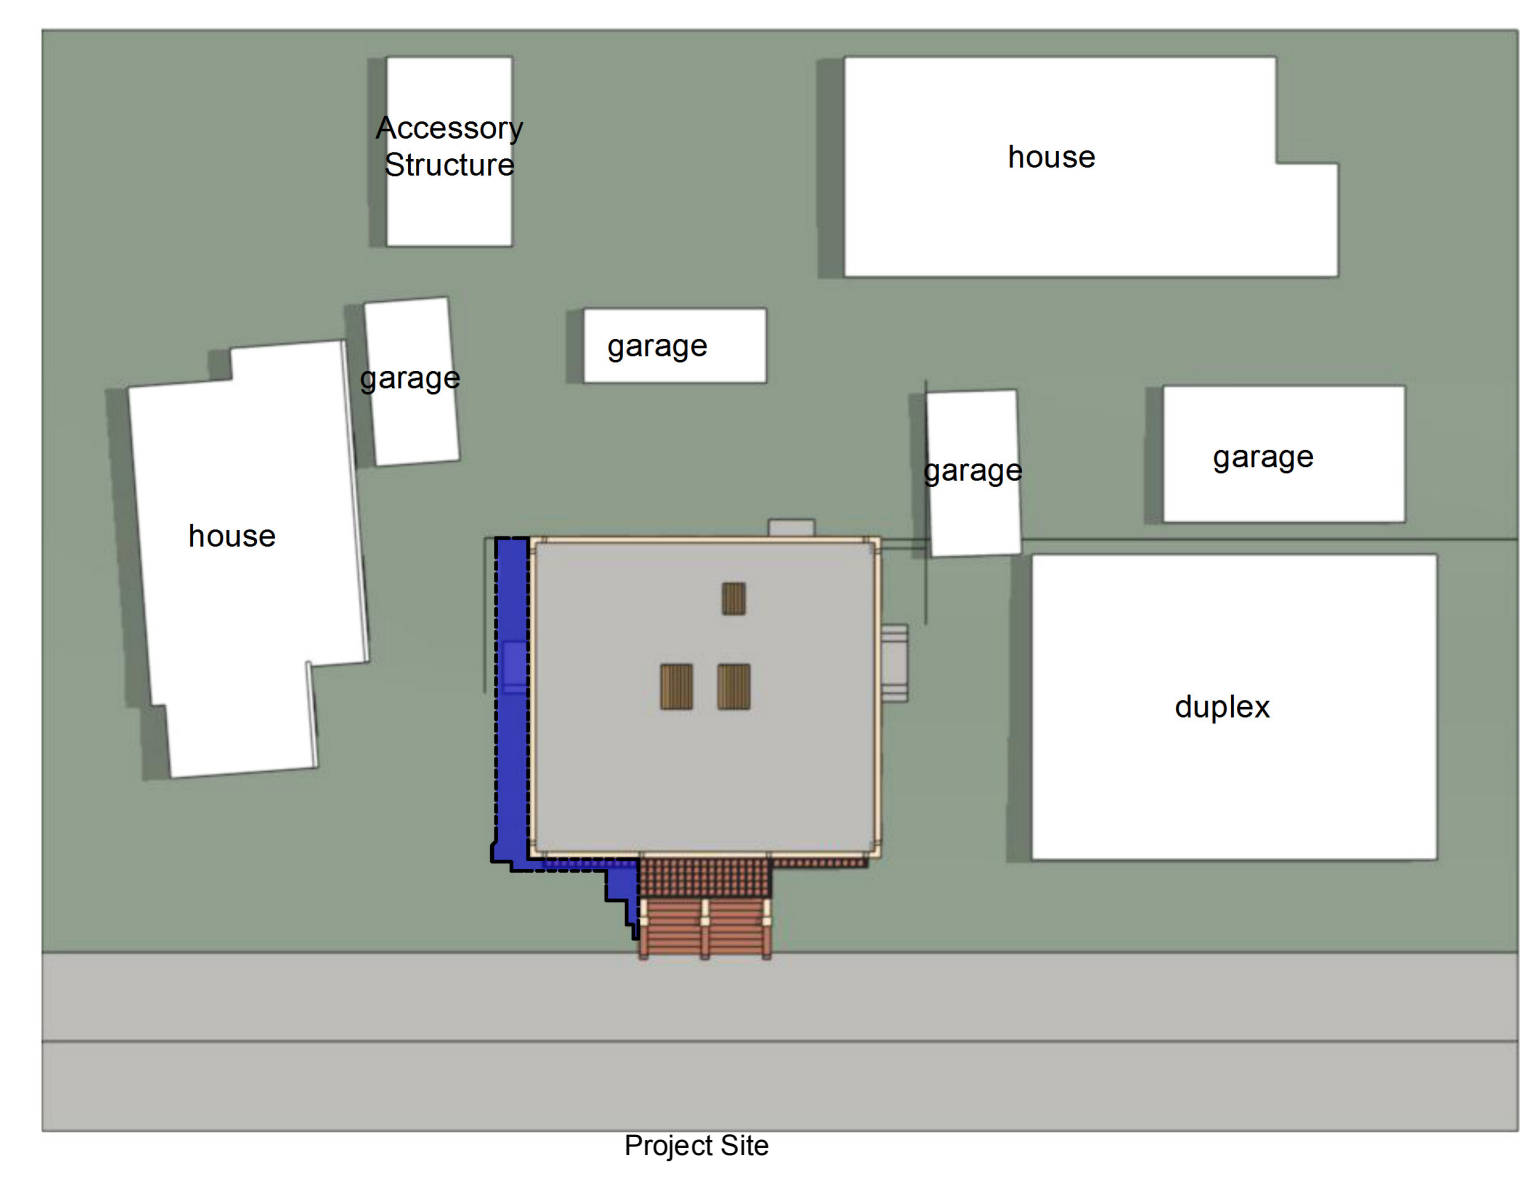 Accessory
Structure
house
garage
garage
garage
garage
house
duplex
Project Site